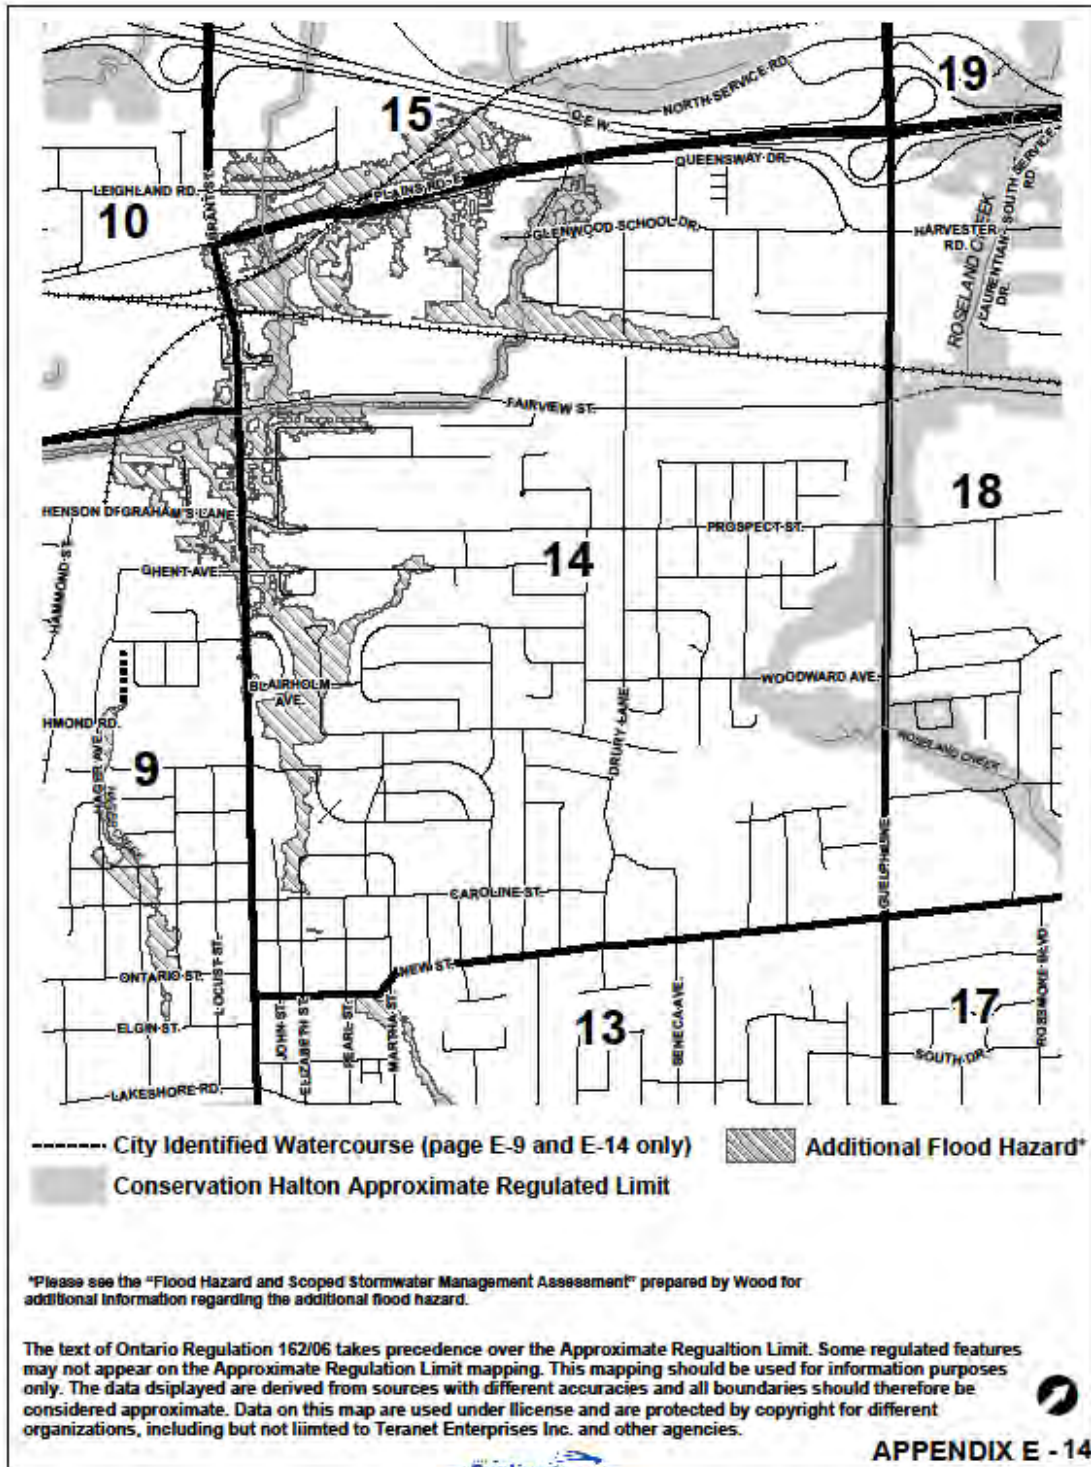 19
15
NORTH SERVICE RD.
Q.E.W.
QUEENSWAY DR.
SOUTH SERVICE RD.
LEIGHLAND RD.
PLAINS RD. E
BRANT ST.
10
GLENWOOD SCHOOL DR.
HARVESTER RD.
ROSELAND CREEK
LAURENTIAN DR.
FAIRVIEW ST.
18
HENSON DR
GRAHAM'S LANE
PROSPECT ST.
14
HAMMOND ST.
GHENT AVE.
BLAIRHOLM AVE.
WOODWARD AVE.
HMOND RD.
DRURY LANE
ROSELAND CREEK
9
HAGER AVE.
HAGER CREEK
GUELPH LINE
CAROLINE ST.
LOCUST ST.
ONTARIO ST.
NEW ST.
ELGIN ST.
JOHN ST.
ELIZABETH ST.
PEARL ST.
MARTHA ST.
13
SENECA AVE.
17
ROSSMOKE BLVD.
SOUTH DR.
LAKESHORE RD.
City Identified Watercourse (page E-9 and E-14 only)
Additional Flood Hazard*
Conservation Halton Approximate Regulated Limit
*Please see the “Flood Hazard and Scoped Stormwater Management Assessment” prepared by Wood for
additional information regarding the additional flood hazard.
The text of Ontario Regulation 162/06 takes precedence over the Approximate Regualtion Limit. Some regulated features
may not appear on the Approximate Regulation Limit mapping. This mapping should be used for information purposes
only. The data dsiplayed are derived from sources with different accuracies and all boundaries should therefore be
considered approximate. Data on this map are used under llicense and are protected by copyright for different
organizations, including but not liimted to Teranet Enterprises Inc. and other agencies.
APPENDIX E - 14